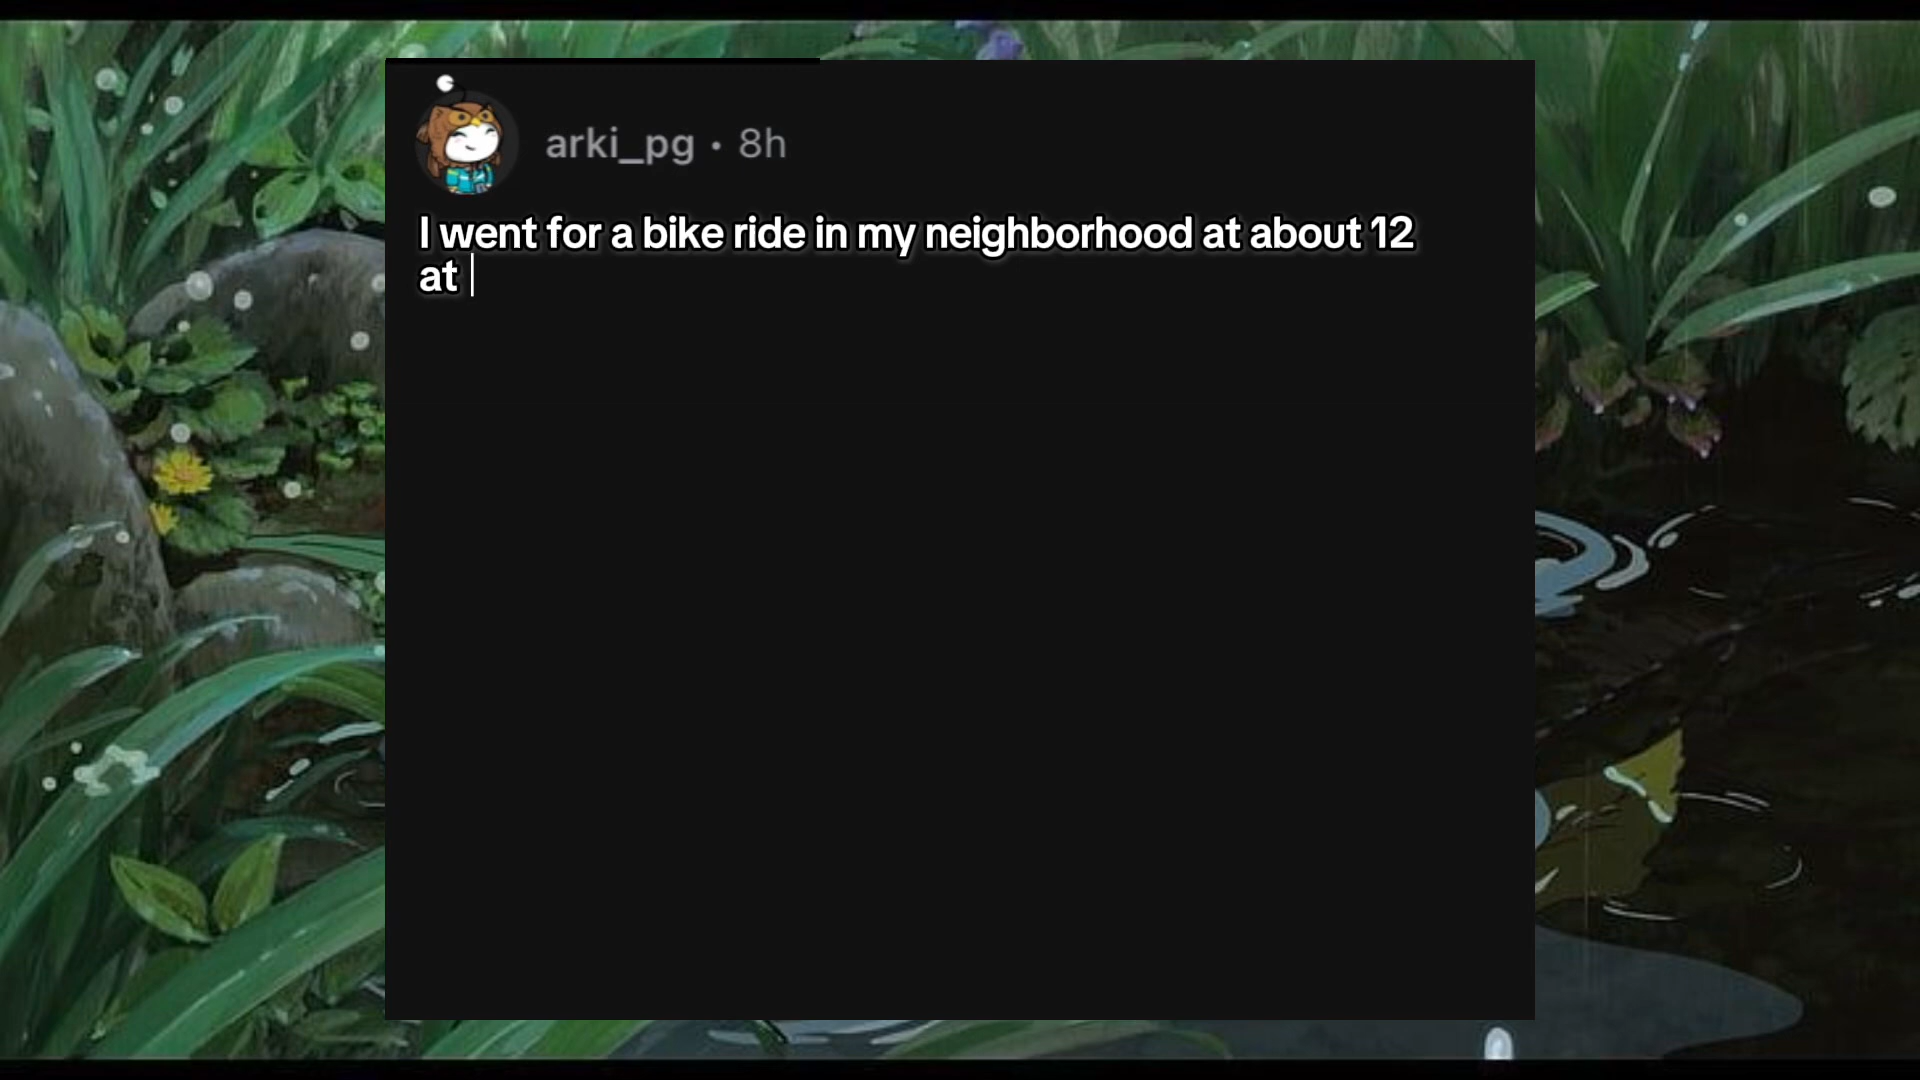 arki_pg • 8h
I went for a bike ride in my neighborhood at about 12
at